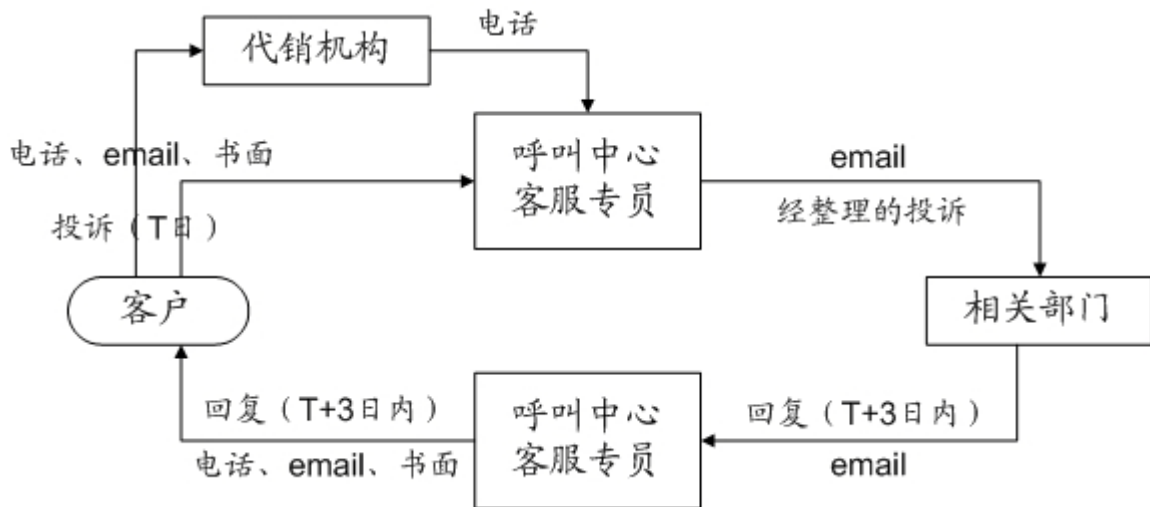 电话
代销机构
电话、email、书面
呼叫中心
客服专员
email
经整理的投诉
投诉（T日）
客户
相关部门
回复（T+3日内）
电话、email、书面
呼叫中心
客服专员
回复（T+3日内）
email